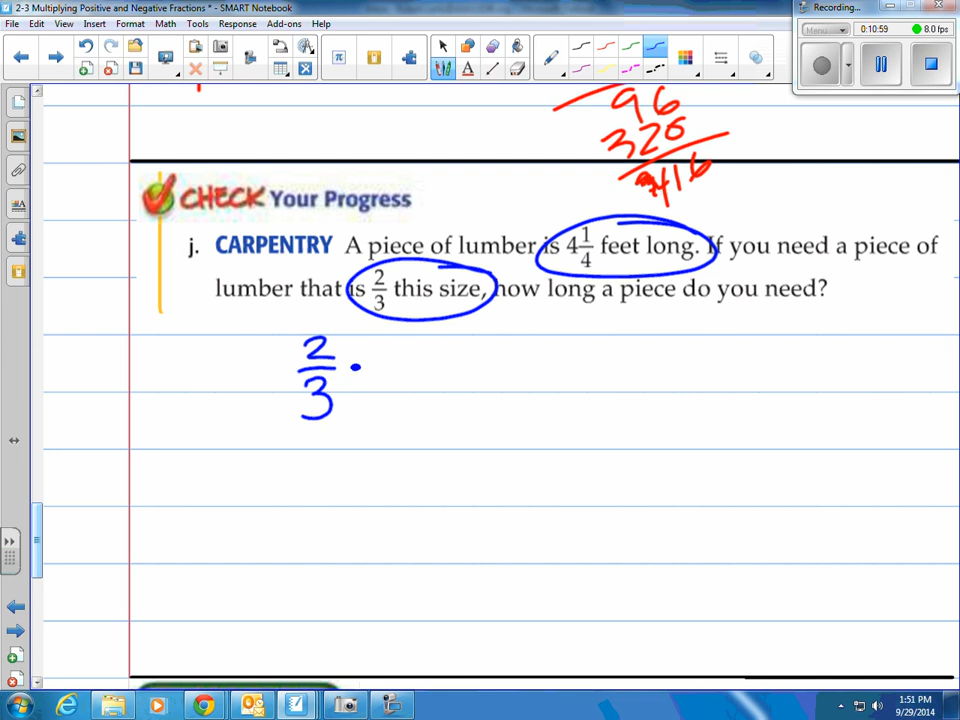 2-3 Multiplying Positive and Negative Fractions * - SMART Notebook
Recording...
File Edit View Insert Format Math Tools Response Add-ons Help
Menu
0:10:59
8.0 fps
96
320
416
CHECK Your Progress
j. CARPENTRY A piece of lumber is 4 1/4 feet long. If you need a piece of
lumber that is 2/3 this size, how long a piece do you need?
2/3 ·
1:51 PM
9/29/2014